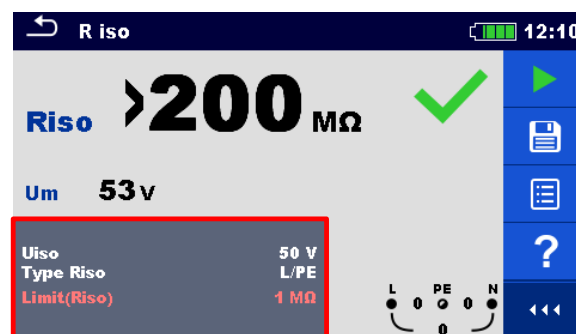 R iso 12:10
Riso >200 MΩ
Um 53 V
Uiso 50 V
Type Riso L/PE
Limit(Riso) 1 MΩ
?
L PE N
0 0
0